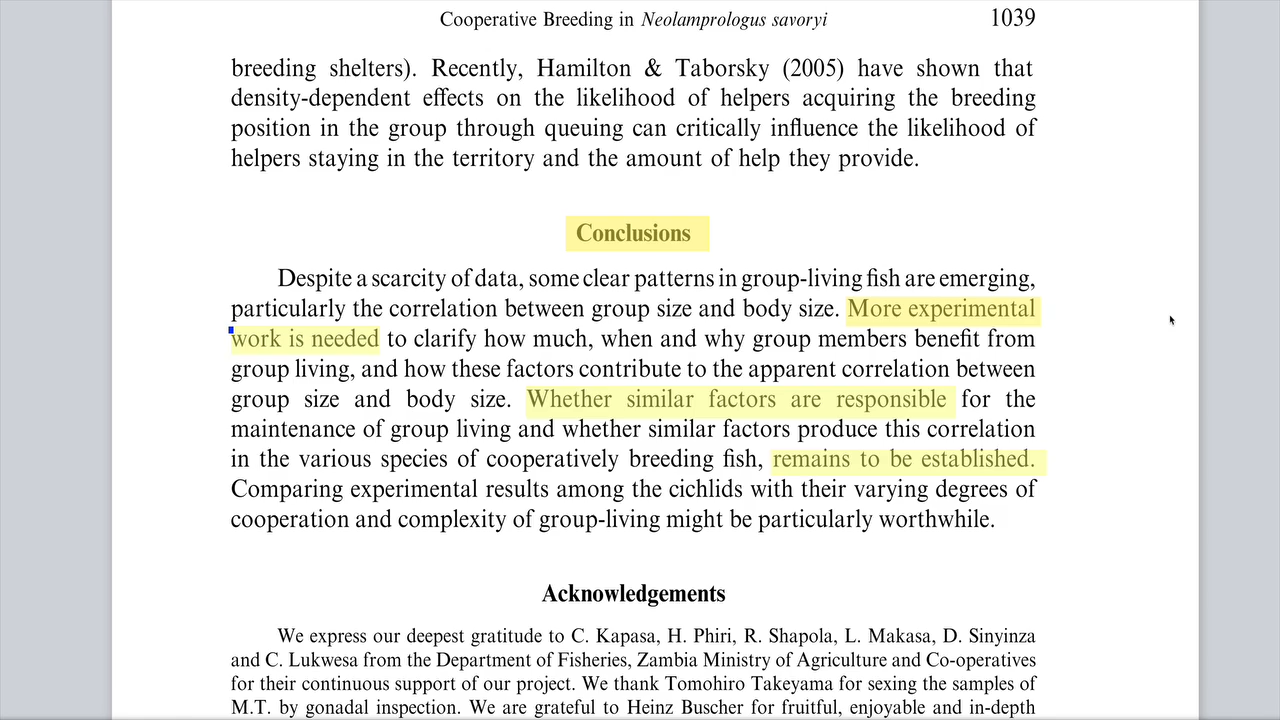 Cooperative Breeding in Neolamprologus savoryi 1039
breeding shelters). Recently, Hamilton & Taborsky (2005) have shown that
density-dependent effects on the likelihood of helpers acquiring the breeding
position in the group through queuing can critically influence the likelihood of
helpers staying in the territory and the amount of help they provide.
Conclusions
Despite a scarcity of data, some clear patterns in group-living fish are emerging,
particularly the correlation between group size and body size. More experimental
work is needed to clarify how much, when and why group members benefit from
group living, and how these factors contribute to the apparent correlation between
group size and body size. Whether similar factors are responsible for the
maintenance of group living and whether similar factors produce this correlation
in the various species of cooperatively breeding fish, remains to be established.
Comparing experimental results among the cichlids with their varying degrees of
cooperation and complexity of group-living might be particularly worthwhile.
Acknowledgements
We express our deepest gratitude to C. Kapasa, H. Phiri, R. Shapola, L. Makasa, D. Sinyinza
and C. Lukwesa from the Department of Fisheries, Zambia Ministry of Agriculture and Co-operatives
for their continuous support of our project. We thank Tomohiro Takeyama for sexing the samples of
M.T. by gonadal inspection. We are grateful to Heinz Buscher for fruitful, enjoyable and in-depth